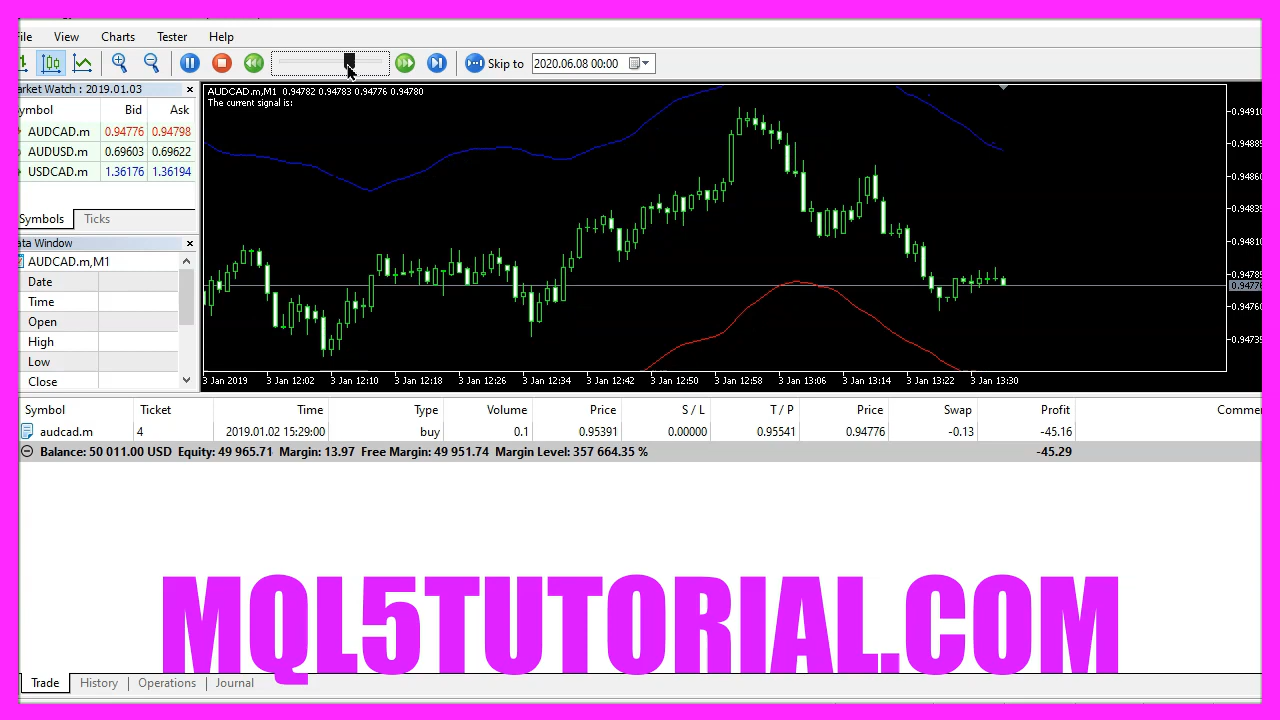 File View Charts Tester Help
Skip to 2020.06.08 00:00
Market Watch : 2019.01.03
Symbol Bid Ask
AUDCAD.m 0.94776 0.94798
AUDUSD.m 0.69603 0.69622
USDCAD.m 1.36176 1.36194
Symbols Ticks
Data Window
AUDCAD.m,M1
Date
Time
Open
High
Low
Close
AUDCAD.m,M1 0.94782 0.94783 0.94776 0.94780
The current signal is:
0.94910
0.94885
0.94860
0.94835
0.94810
0.94785
0.94776
0.94760
0.94735
3 Jan 2019 3 Jan 12:02 3 Jan 12:10 3 Jan 12:18 3 Jan 12:26 3 Jan 12:34 3 Jan 12:42 3 Jan 12:50 3 Jan 12:58 3 Jan 13:06 3 Jan 13:14 3 Jan 13:22 3 Jan 13:30
Symbol Ticket Time Type Volume Price S / L T / P Price Swap Profit Comme
audcad.m 4 2019.01.02 15:29:00 buy 0.1 0.95391 0.00000 0.95541 0.94776 -0.13 -45.16
Balance: 50 011.00 USD Equity: 49 965.71 Margin: 13.97 Free Margin: 49 951.74 Margin Level: 357 664.35 % -45.29
MQL5TUTORIAL.COM
Trade History Operations Journal